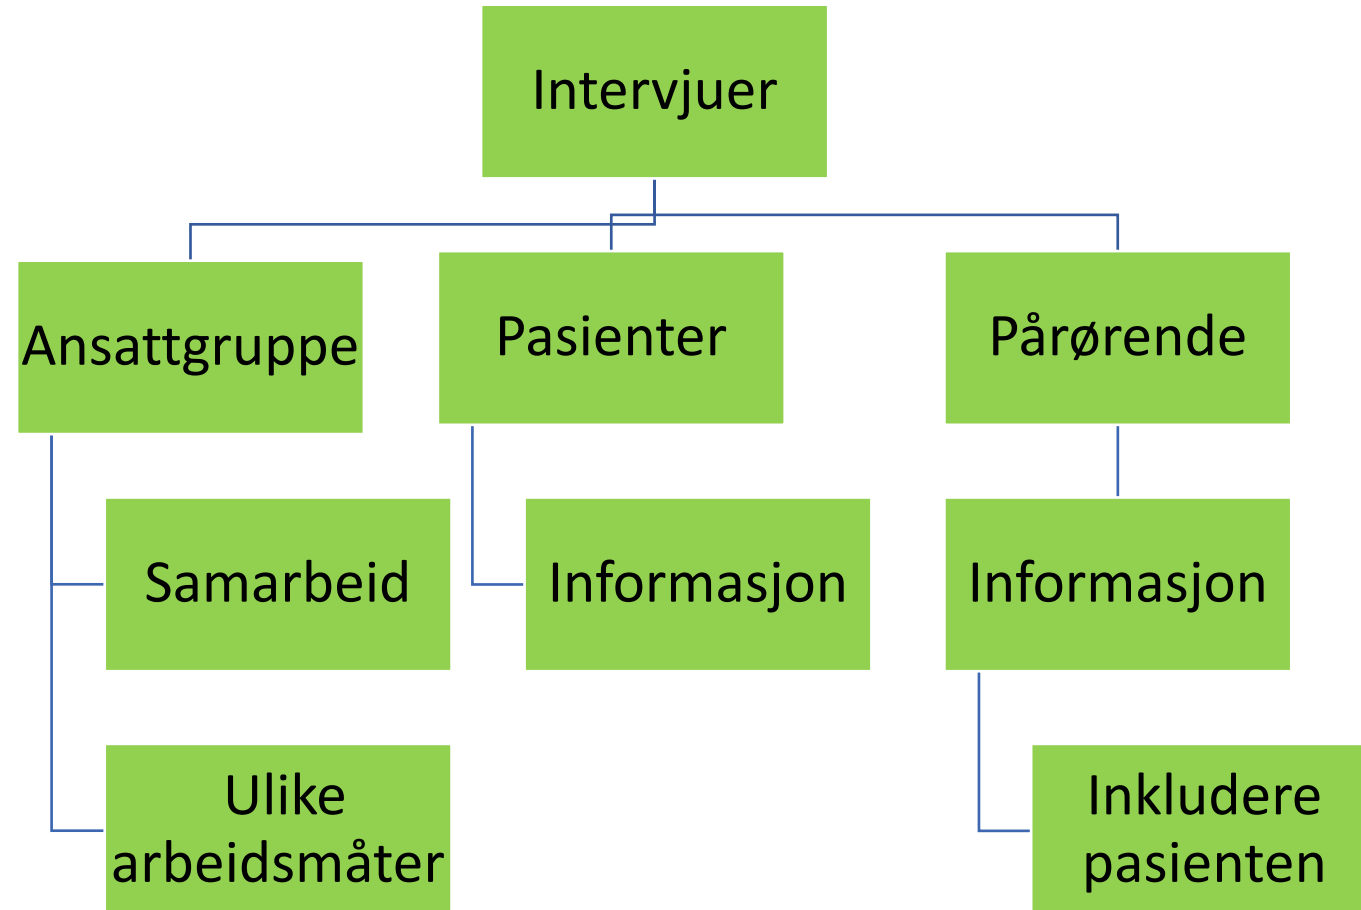 Intervjuer
Ansattgruppe
Pasienter
Pårørende
Samarbeid
Informasjon
Informasjon
Ulike
arbeidsmåter
Inkludere
pasienten